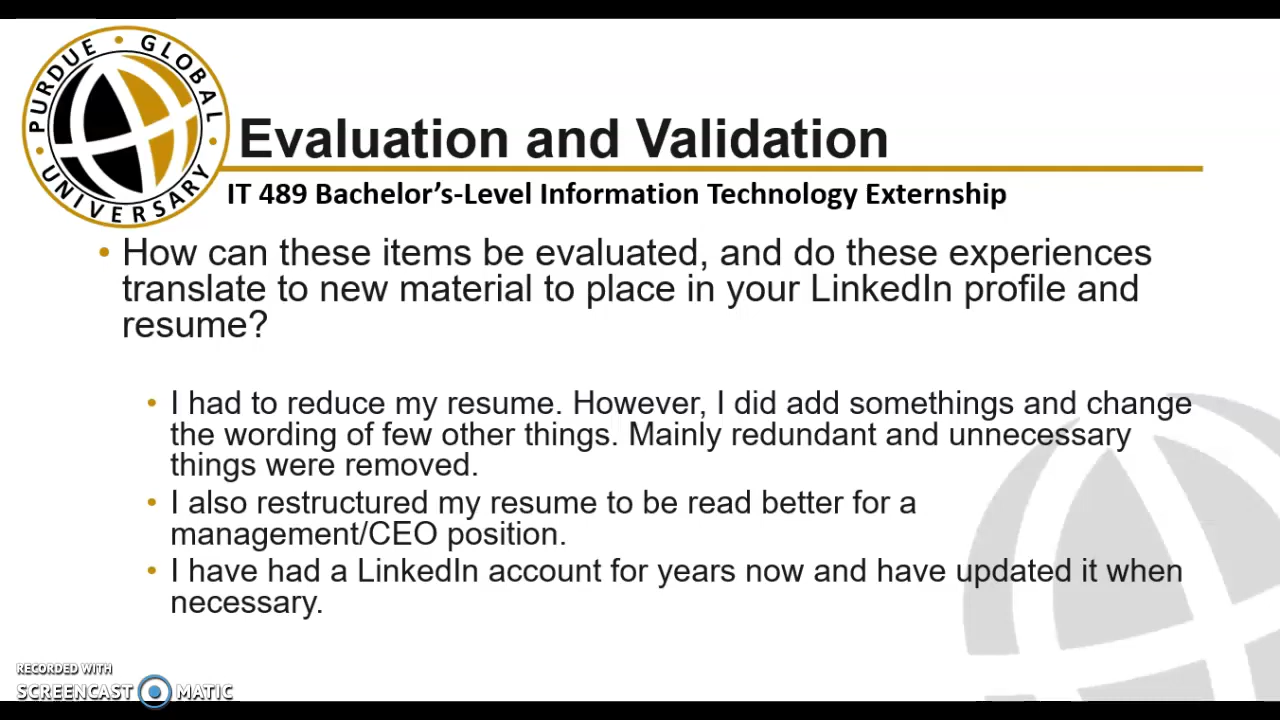 PURDUE GLOBAL
UNIVERSARY
Evaluation and Validation
IT 489 Bachelor’s-Level Information Technology Externship
• How can these items be evaluated, and do these experiences
translate to new material to place in your LinkedIn profile and
resume?
• I had to reduce my resume. However, I did add somethings and change
the wording of few other things. Mainly redundant and unnecessary
things were removed.
• I also restructured my resume to be read better for a
management/CEO position.
• I have had a LinkedIn account for years now and have updated it when
necessary.
RECORDED WITH
SCREENCAST MATIC